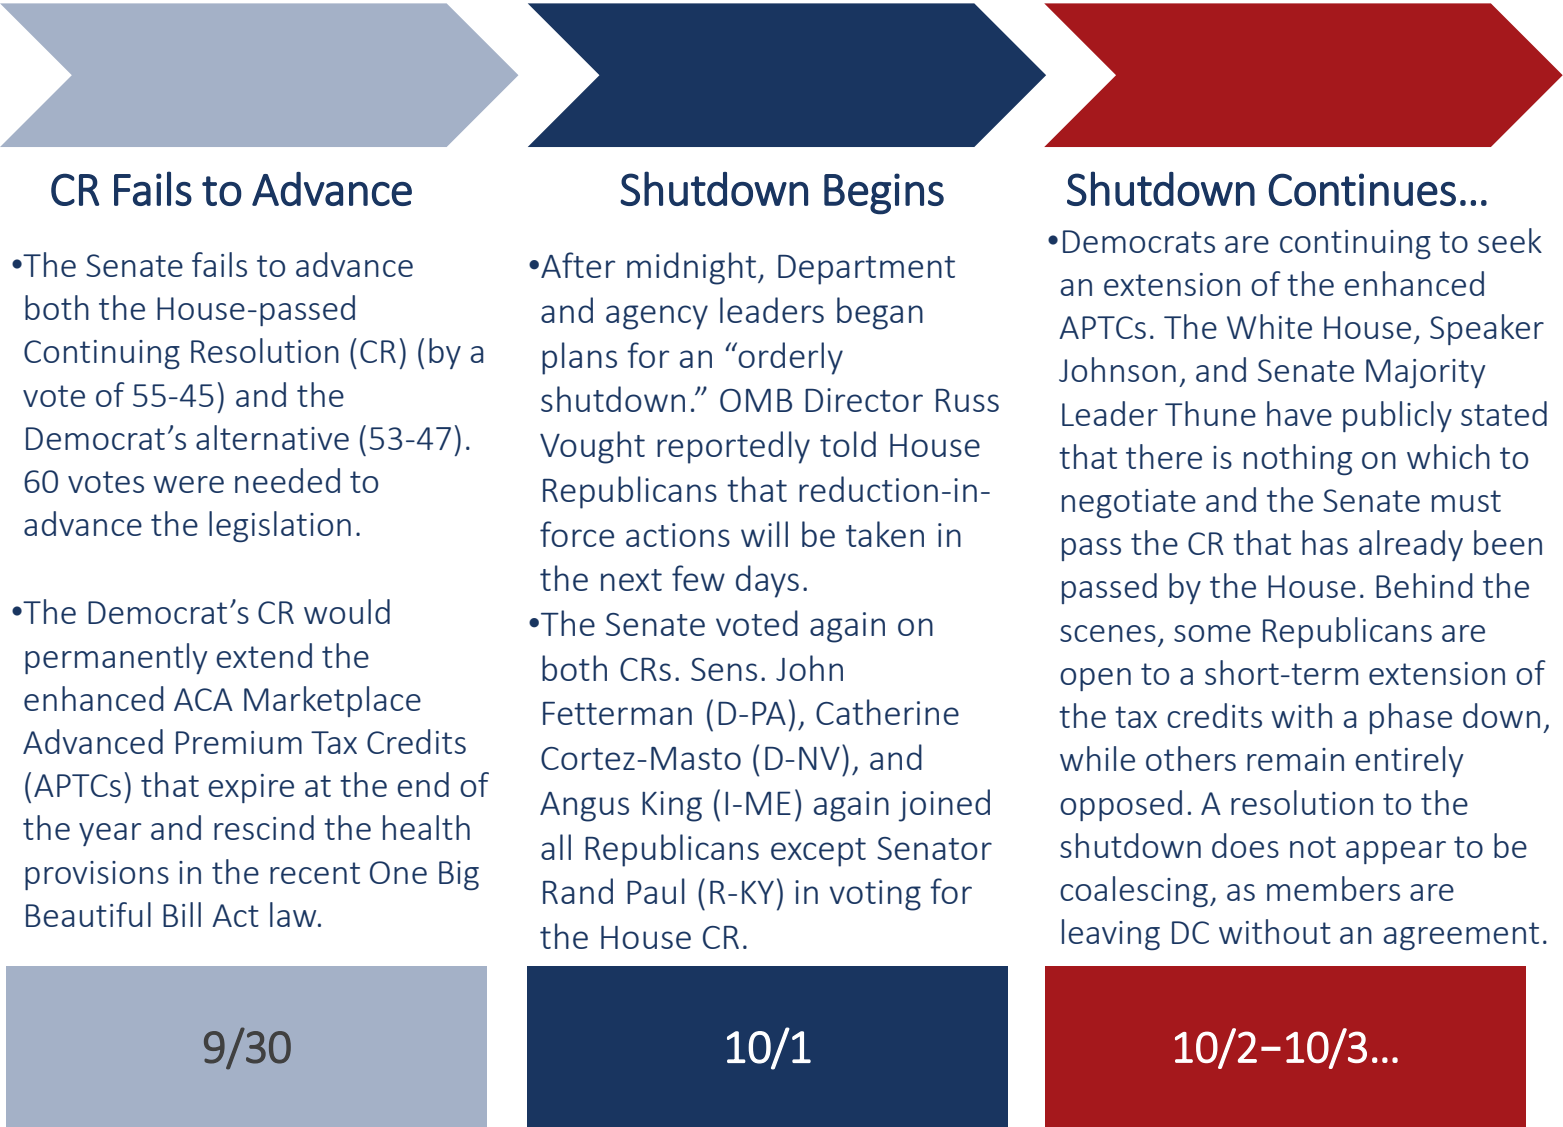 CR Fails to Advance
•The Senate fails to advance
both the House-passed
Continuing Resolution (CR) (by a
vote of 55-45) and the
Democrat’s alternative (53-47).
60 votes were needed to
advance the legislation.
•The Democrat’s CR would
permanently extend the
enhanced ACA Marketplace
Advanced Premium Tax Credits
(APTCs) that expire at the end of
the year and rescind the health
provisions in the recent One Big
Beautiful Bill Act law.
9/30
Shutdown Begins
•After midnight, Department
and agency leaders began
plans for an “orderly
shutdown.” OMB Director Russ
Vought reportedly told House
Republicans that reduction-in-
force actions will be taken in
the next few days.
•The Senate voted again on
both CRs. Sens. John
Fetterman (D-PA), Catherine
Cortez-Masto (D-NV), and
Angus King (I-ME) again joined
all Republicans except Senator
Rand Paul (R-KY) in voting for
the House CR.
10/1
Shutdown Continues…
•Democrats are continuing to seek
an extension of the enhanced
APTCs. The White House, Speaker
Johnson, and Senate Majority
Leader Thune have publicly stated
that there is nothing on which to
negotiate and the Senate must
pass the CR that has already been
passed by the House. Behind the
scenes, some Republicans are
open to a short-term extension of
the tax credits with a phase down,
while others remain entirely
opposed. A resolution to the
shutdown does not appear to be
coalescing, as members are
leaving DC without an agreement.
10/2–10/3…